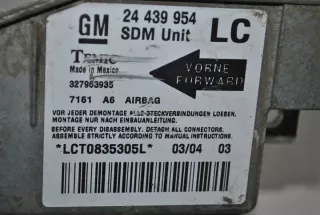 GM 24 439 954 LC
SDM Unit
TEMIC
Made in Mexico
VORNE
FORWARD
327963935
7161 A6 AIRBAG
VOR JEDER DEMONTAGE ALLE STECKVERBINDUNGEN LOESEN.
MONTAGE NUR NACH EINBAUANLEITUNG.
BEFORE DISASSEMBLY, DETACH ALL CONNECTORS.
ASSEMBLE STRICTLY ACCORDING TO MANUAL INSTRUCTIONS.
*LCT0835305L* 03/04 03